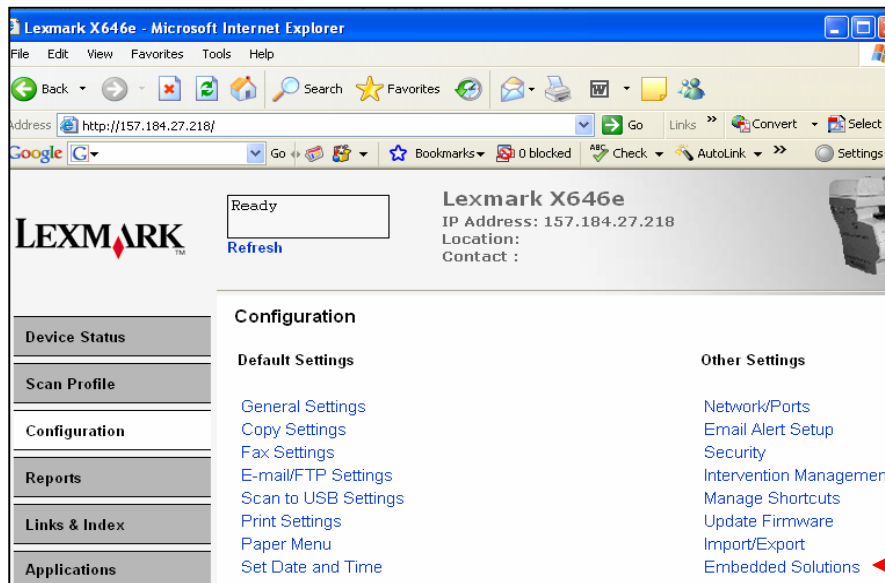 Lexmark X646e - Microsoft Internet Explorer
File Edit View Favorites Tools Help
Back Search Favorites
Address http://157.184.27.218/ Go Links » Convert Select
Google G Go Bookmarks 0 blocked ABC Check AutoLink » Settings
LEXMARK™
Ready
Refresh
Lexmark X646e
IP Address: 157.184.27.218
Location:
Contact :
Device Status
Scan Profile
Configuration
Reports
Links & Index
Applications
Configuration
Default Settings
General Settings
Copy Settings
Fax Settings
E-mail/FTP Settings
Scan to USB Settings
Print Settings
Paper Menu
Set Date and Time
Other Settings
Network/Ports
Email Alert Setup
Security
Intervention Managemen
Manage Shortcuts
Update Firmware
Import/Export
Embedded Solutions